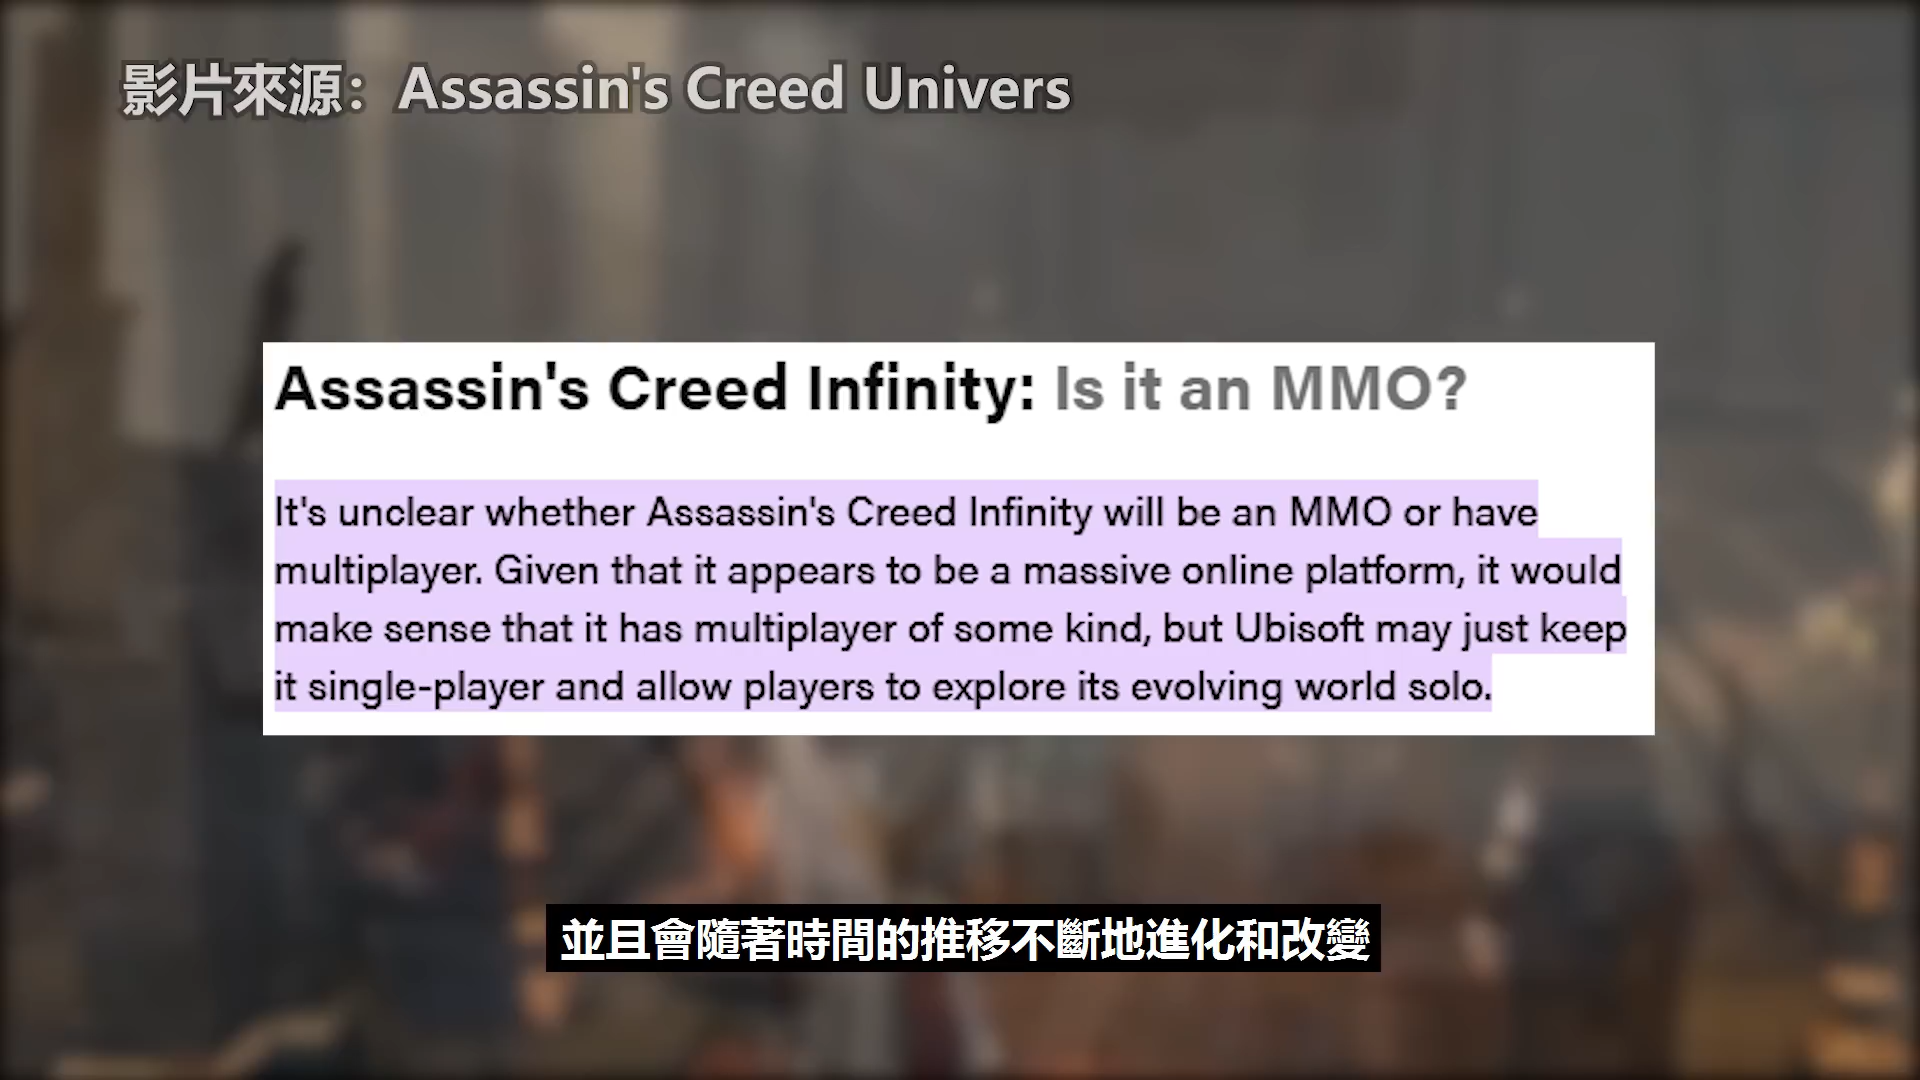 影片來源：Assassin's Creed Univers
Assassin's Creed Infinity: Is it an MMO?
It's unclear whether Assassin's Creed Infinity will be an MMO or have
multiplayer. Given that it appears to be a massive online platform, it would
make sense that it has multiplayer of some kind, but Ubisoft may just keep
it single-player and allow players to explore its evolving world solo.
並且會隨著時間的推移不斷地進化和改變